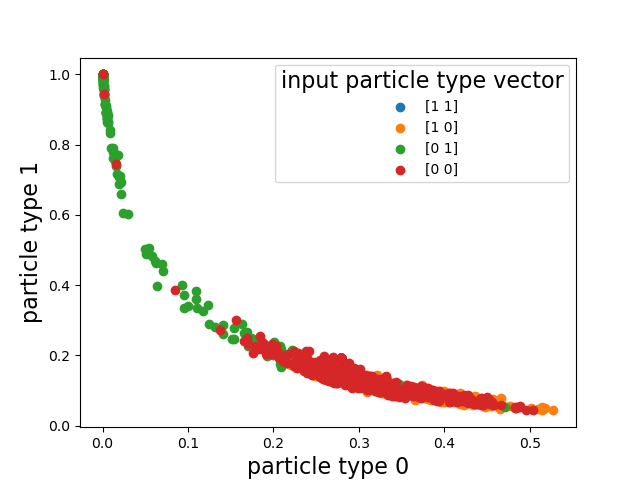 input particle type vector
[1 1]
[1 0]
[0 1]
[0 0]
particle type 1
1.0
0.8
0.6
0.4
0.2
0.0
0.0 0.1 0.2 0.3 0.4 0.5
particle type 0